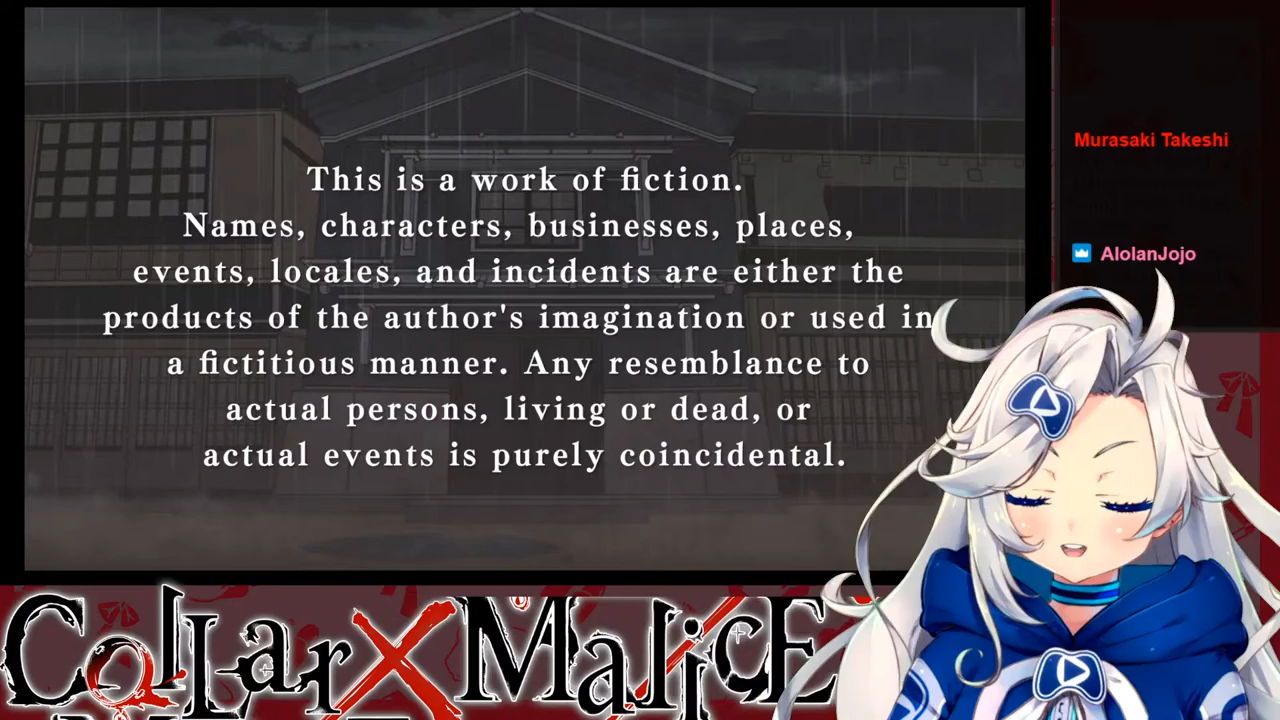 This is a work of fiction.
Names, characters, businesses, places,
events, locales, and incidents are either the
products of the author's imagination or used in
a fictitious manner. Any resemblance to
actual persons, living or dead, or
actual events is purely coincidental.
Murasaki Takeshi
AlolanJojo
Collar X Malice